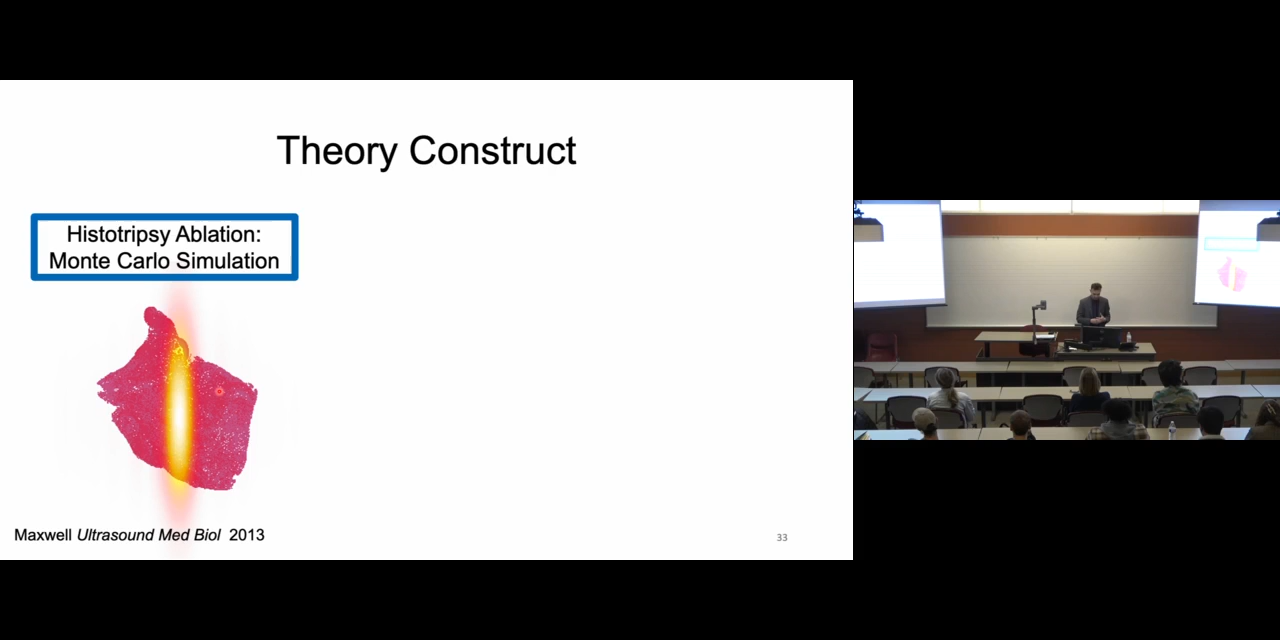 Theory Construct
Histotripsy Ablation:
Monte Carlo Simulation
Maxwell Ultrasound Med Biol 2013
33